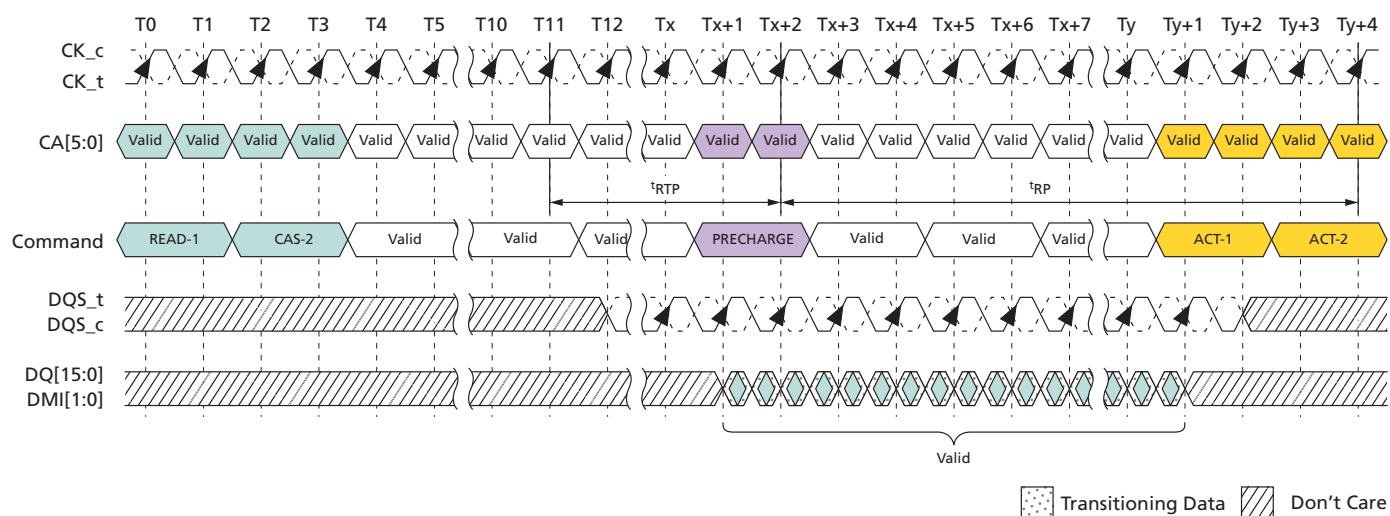 T0 T1 T2 T3 T4 T5 T10 T11 T12 Tx Tx+1 Tx+2 Tx+3 Tx+4 Tx+5 Tx+6 Tx+7 Ty Ty+1 Ty+2 Ty+3 Ty+4
CK_c
CK_t
CA[5:0] Valid Valid Valid Valid Valid Valid Valid Valid Valid Valid Valid Valid Valid Valid Valid Valid Valid Valid Valid Valid Valid Valid
tRTP tRP
Command READ-1 CAS-2 Valid Valid Valid PRECHARGE Valid Valid Valid ACT-1 ACT-2
DQS_t
DQS_c
DQ[15:0]
DMI[1:0]
Valid
Transitioning Data Don't Care